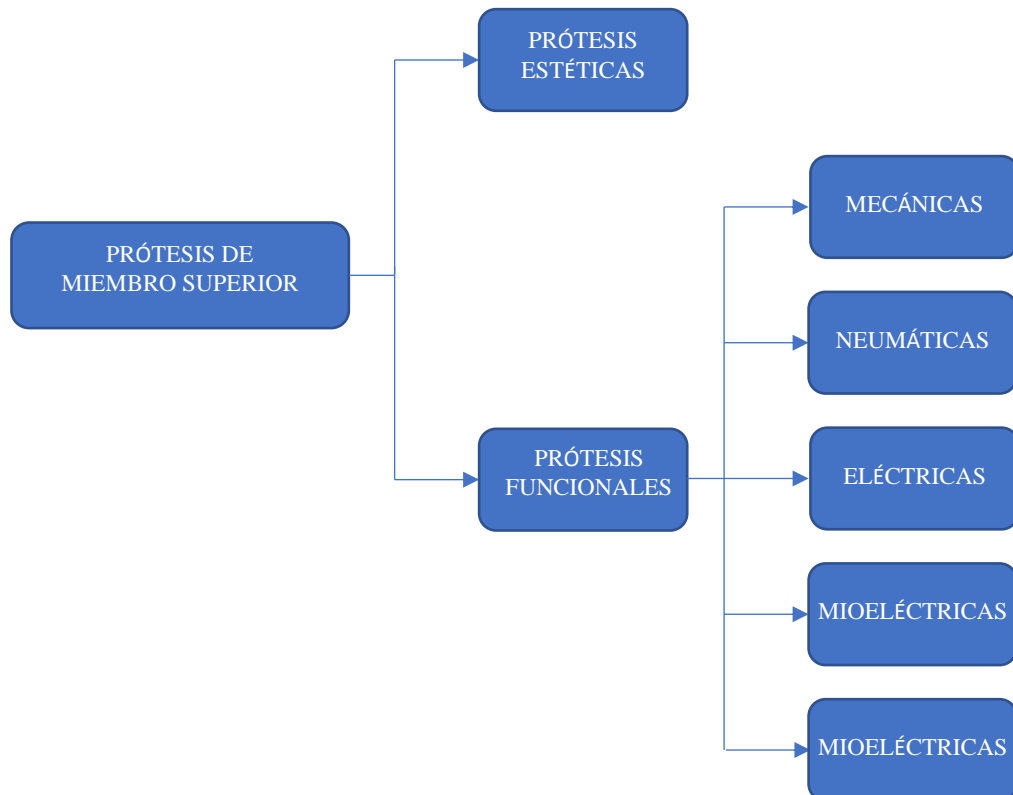 PRÓTESIS
ESTÉTICAS
PRÓTESIS DE
MIEMBRO SUPERIOR
PRÓTESIS
FUNCIONALES
MECÁNICAS
NEUMÁTICAS
ELÉCTRICAS
MIOELÉCTRICAS
MIOELÉCTRICAS